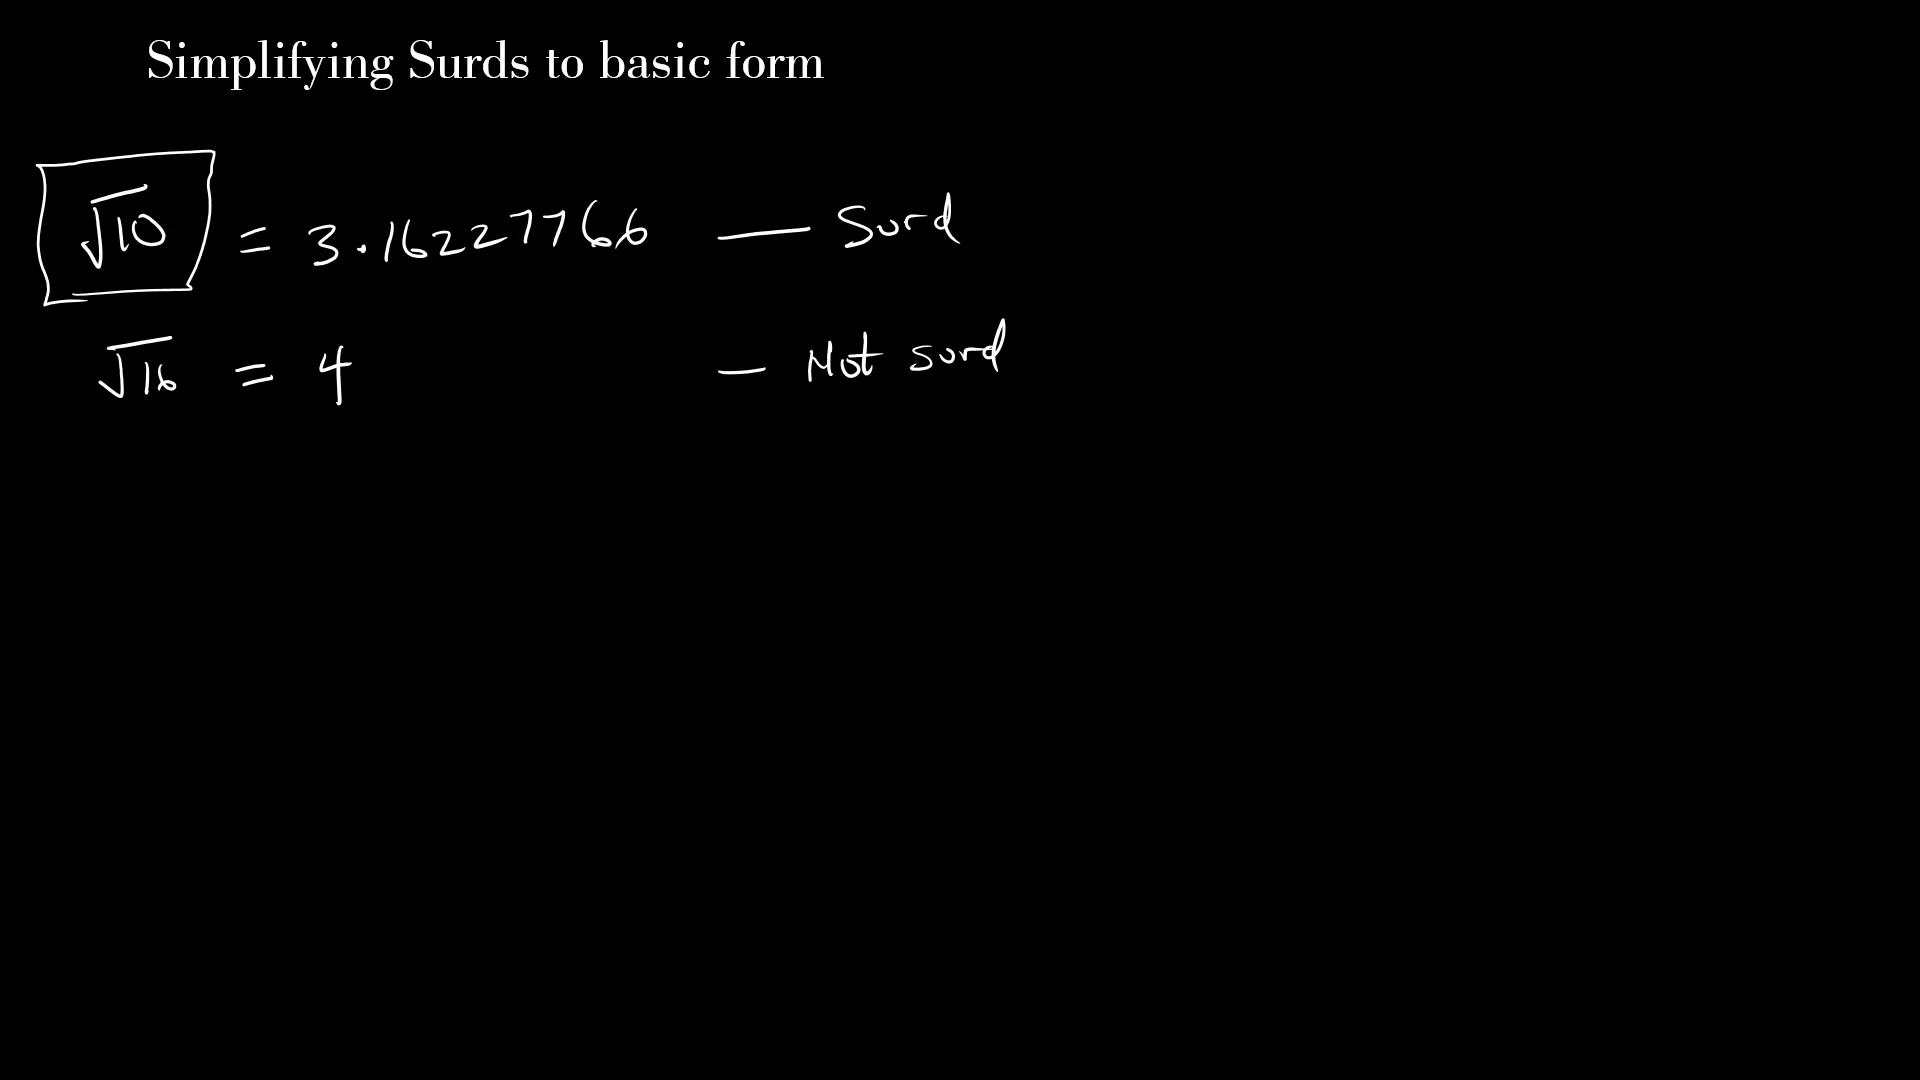 Simplifying Surds to basic form
√10 = 3.16227766 — Surd
√16 = 4 — Not surd